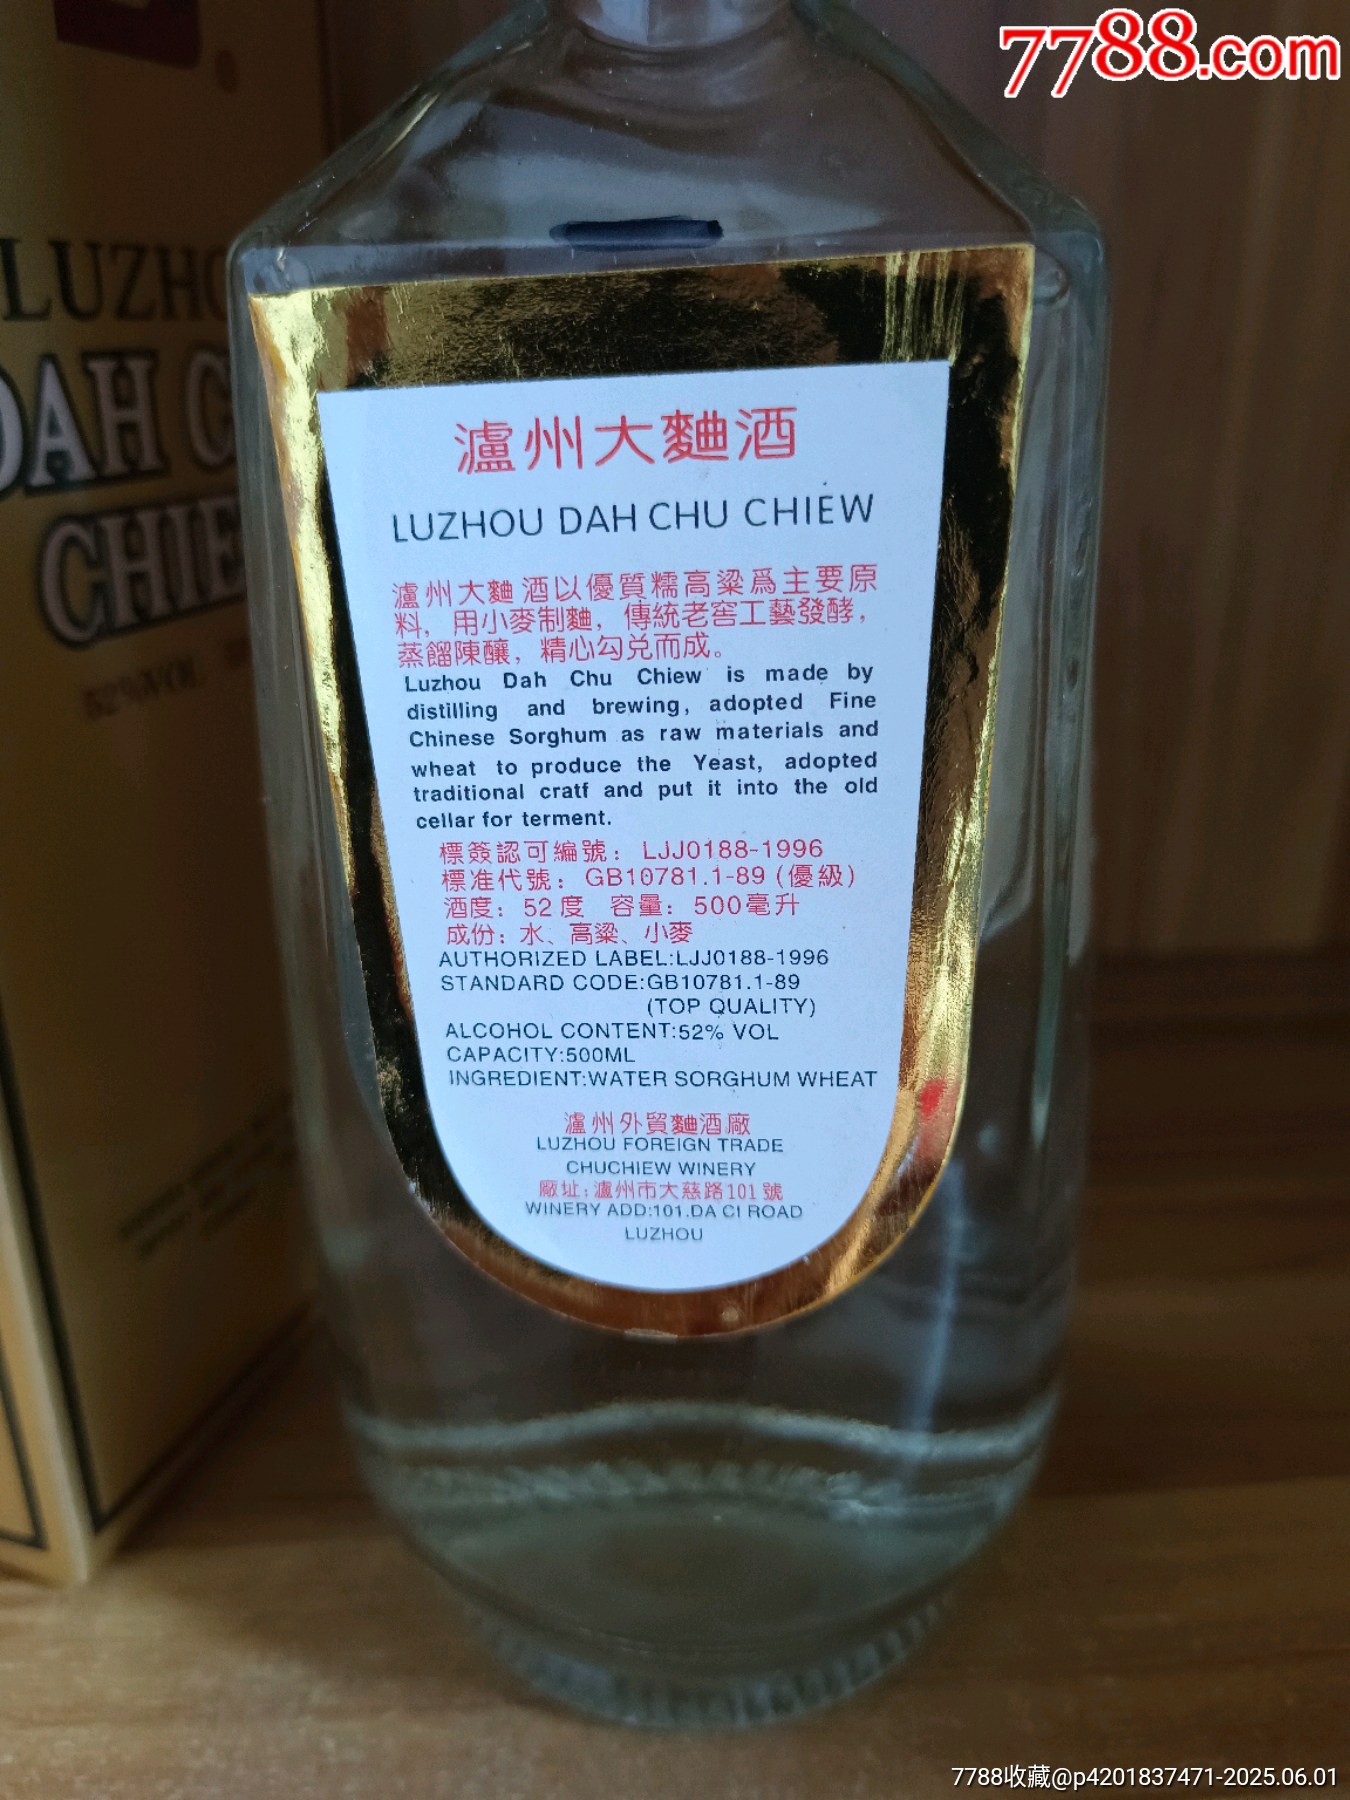 7788.com
LUZHO
DAH C
CHIE
52%VOL
瀘州大麯酒
LUZHOU DAH CHU CHIEW
瀘州大麯酒以優質糯高粱爲主要原
料，用小麥制麯，傳統老窖工藝發酵，
蒸餾陳釀，精心勾兑而成。
Luzhou Dah Chu Chiew is made by
distilling and brewing, adopted Fine
Chinese Sorghum as raw materials and
wheat to produce the Yeast, adopted
traditional cratf and put it into the old
cellar for terment.
標簽認可編號：LJJ0188-1996
標准代號：GB10781.1-89（優級）
酒度：52度 容量：500毫升
成份：水、高粱、小麥
AUTHORIZED LABEL:LJJ0188-1996
STANDARD CODE:GB10781.1-89
(TOP QUALITY)
ALCOHOL CONTENT:52% VOL
CAPACITY:500ML
INGREDIENT:WATER SORGHUM WHEAT
瀘州外貿麯酒廠
LUZHOU FOREIGN TRADE
CHUCHIEW WINERY
廠址：瀘州市大慈路101號
WINERY ADD:101.DA CI ROAD
LUZHOU
7788收藏@p4201837471-2025.06.01